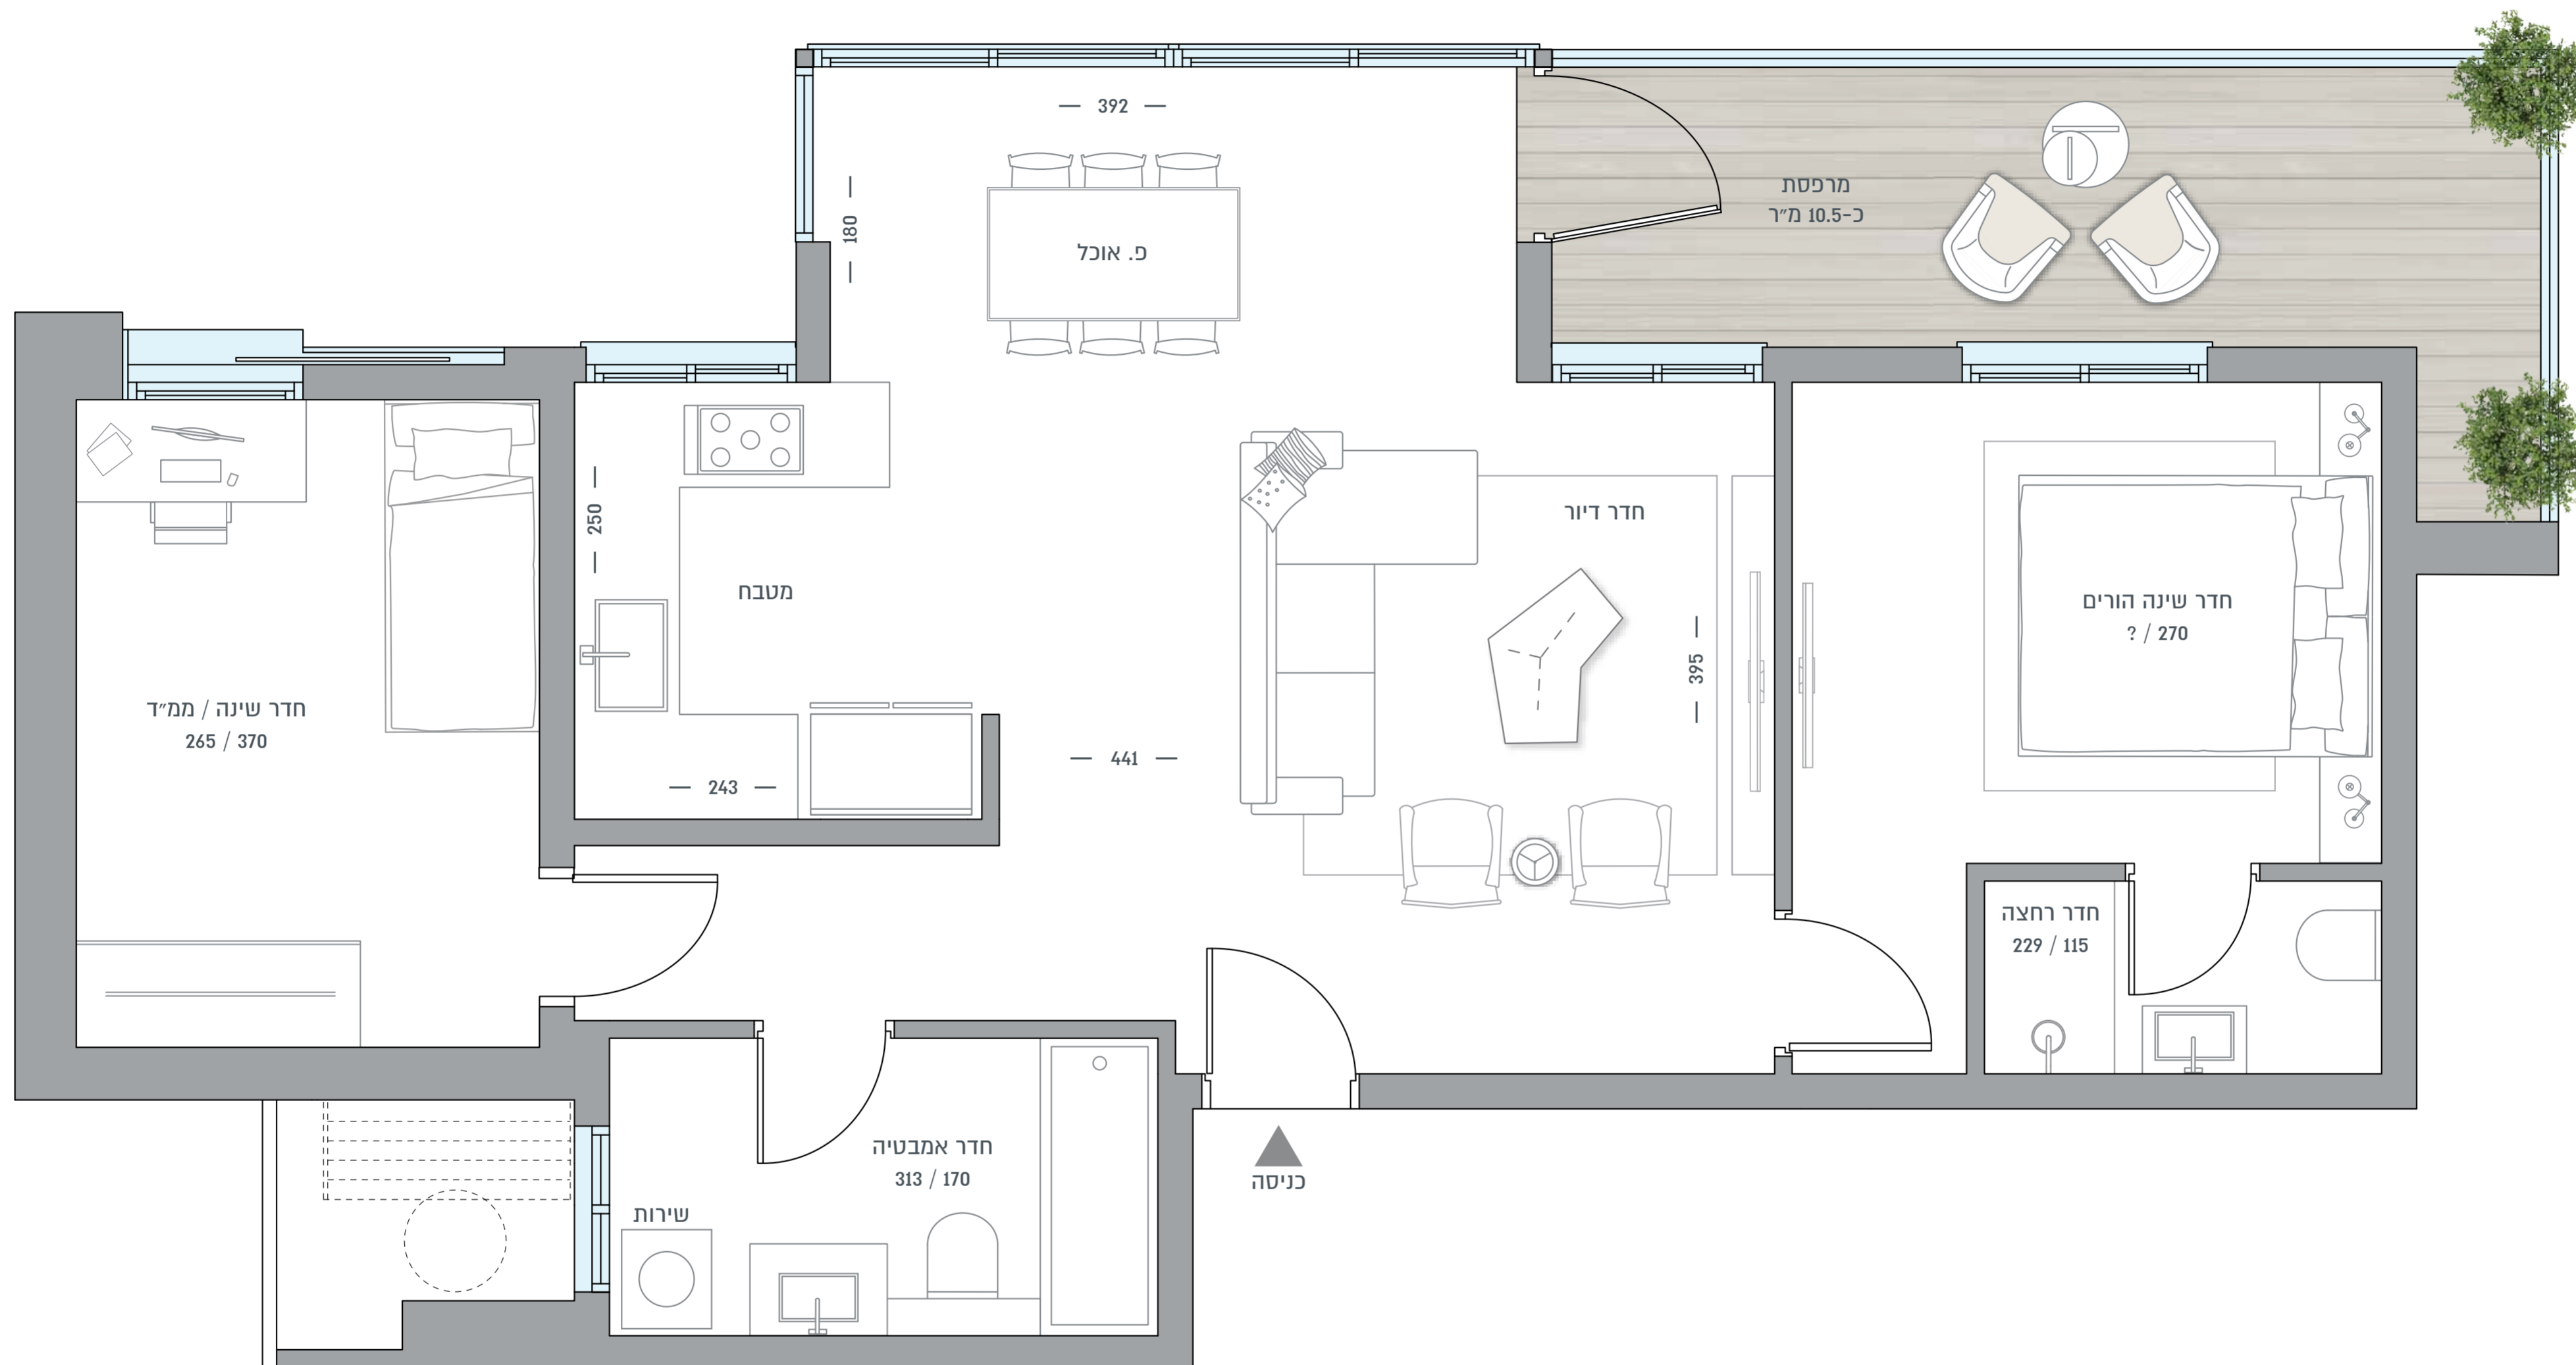 392
180
פ. אוכל
מרפסת
כ-10.5 מ״ר
250
מטבח
243
441
חדר דיור
395
חדר שינה הורים
? / 270
חדר שינה / ממ״ד
265 / 370
חדר רחצה
229 / 115
חדר אמבטיה
313 / 170
שירות
כניסה